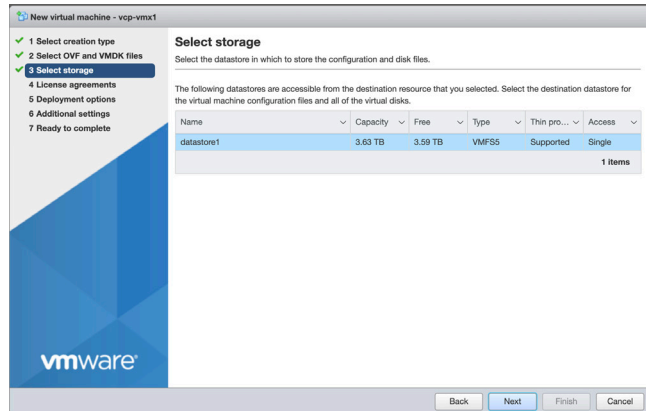 New virtual machine - vcp-vmx1
1 Select creation type
2 Select OVF and VMDK files
3 Select storage
4 License agreements
5 Deployment options
6 Additional settings
7 Ready to complete
Select storage
Select the datastore in which to store the configuration and disk files.
The following datastores are accessible from the destination resource that you selected. Select the destination datastore for
the virtual machine configuration files and all of the virtual disks.
Name Capacity Free Type Thin pro... Access
datastore1 3.63 TB 3.59 TB VMFS5 Supported Single
1 items
vmware®
Back Next Finish Cancel